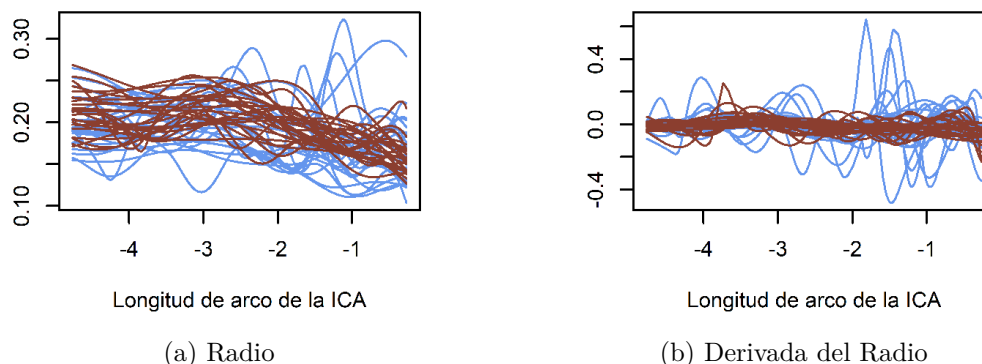 0.30
0.20
0.10
-4 -3 -2 -1
Longitud de arco de la ICA
(a) Radio
0.4
0.0
-0.4
-4 -3 -2 -1
Longitud de arco de la ICA
(b) Derivada del Radio